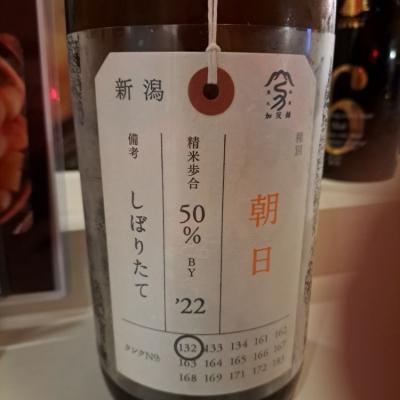 新潟
加茂錦
種別
朝日
精米歩合
50%
BY
'22
備考
しぼりたて
タンクNo.
132 133 134 161 162
163 164 165 166 167
168 169 171 172 183
6